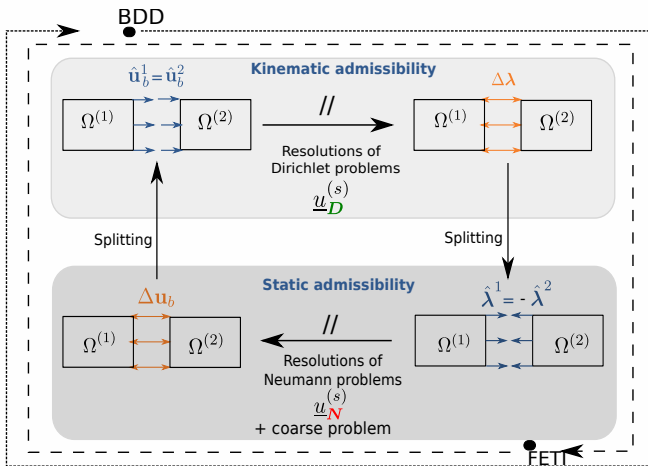 BDD
Kinematic admissibility
û_b^1 = û_b^2
Ω^(1) Ω^(2)
//
Resolutions of
Dirichlet problems
u_D^(s)
Δλ
Ω^(1) Ω^(2)
Splitting
Splitting
Static admissibility
Δu_b
Ω^(1) Ω^(2)
//
Resolutions of
Neumann problems
u_N^(s)
+ coarse problem
λ̂^1 = - λ̂^2
Ω^(1) Ω^(2)
FETI